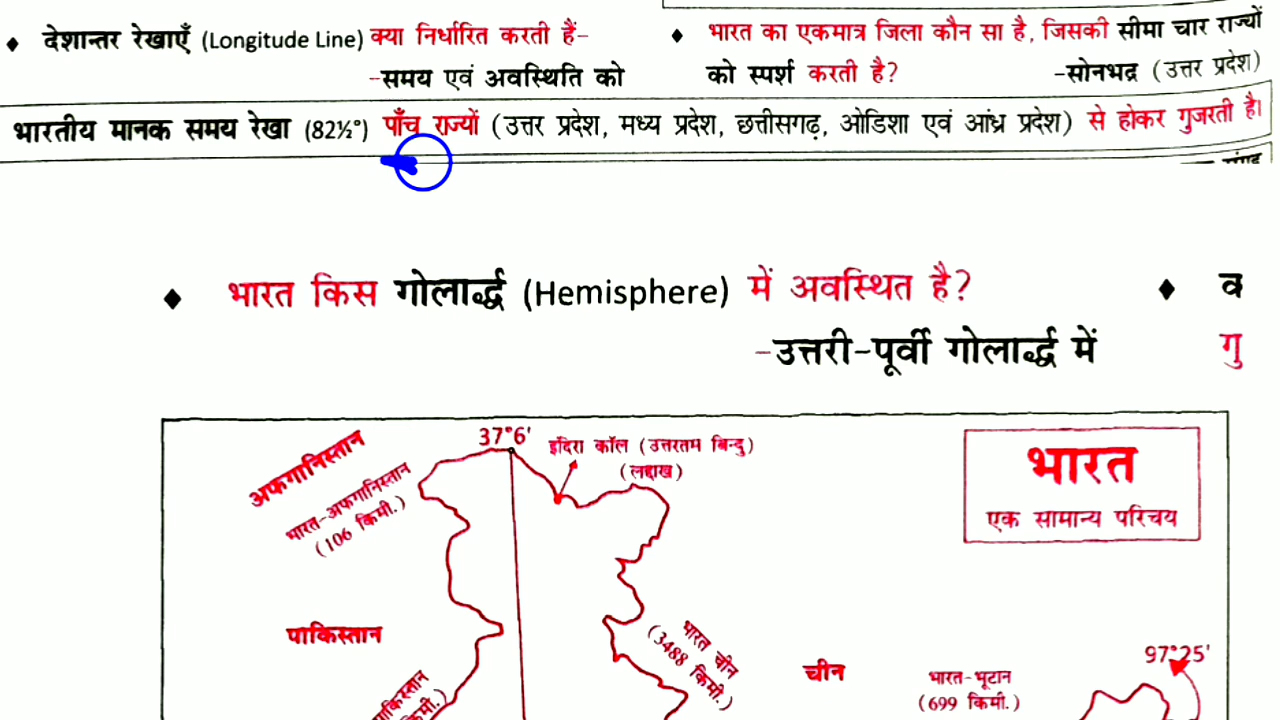 ♦ देशान्तर रेखाएँ (Longitude Line) क्या निर्धारित करती हैं-
-समय एवं अवस्थिति को
♦ भारत का एकमात्र जिला कौन सा है, जिसकी सीमा चार राज्यों
को स्पर्श करती है?
-सोनभद्र (उत्तर प्रदेश)
भारतीय मानक समय रेखा (82½°) पाँच राज्यों (उत्तर प्रदेश, मध्य प्रदेश, छत्तीसगढ़, ओडिशा एवं आंध्र प्रदेश) से होकर गुजरती है।
♦ भारत किस गोलार्द्ध (Hemisphere) में अवस्थित है?
-उत्तरी-पूर्वी गोलार्द्ध में
♦ व
गु
37°6'
इंदिरा कॉल (उत्तरतम बिन्दु)
(लद्दाख)
अफगानिस्तान
भारत-अफगानिस्तान
(106 किमी.)
भारत
एक सामान्य परिचय
पाकिस्तान
भारत चीन
(3488 किमी.)
चीन
भारत-भूटान
(699 किमी.)
97°25'